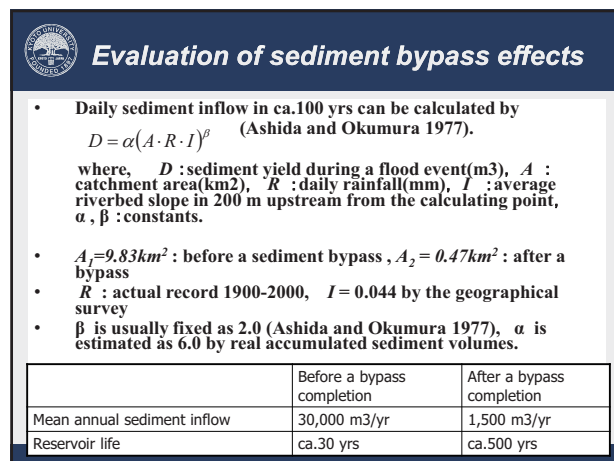 KYOTO UNIVERSITY
FOUNDED 1897
Evaluation of sediment bypass effects
• Daily sediment inflow in ca.100 yrs can be calculated by
D = α(A·R·I)^β (Ashida and Okumura 1977).
where, D :sediment yield during a flood event(m3), A :
catchment area(km2), R :daily rainfall(mm), I :average
riverbed slope in 200 m upstream from the calculating point,
α , β :constants.
• A₁=9.83km² : before a sediment bypass , A₂ = 0.47km² : after a
bypass
• R : actual record 1900-2000, I = 0.044 by the geographical
survey
• β is usually fixed as 2.0 (Ashida and Okumura 1977), α is
estimated as 6.0 by real accumulated sediment volumes.
Before a bypass
completion
After a bypass
completion
Mean annual sediment inflow 30,000 m3/yr 1,500 m3/yr
Reservoir life ca.30 yrs ca.500 yrs